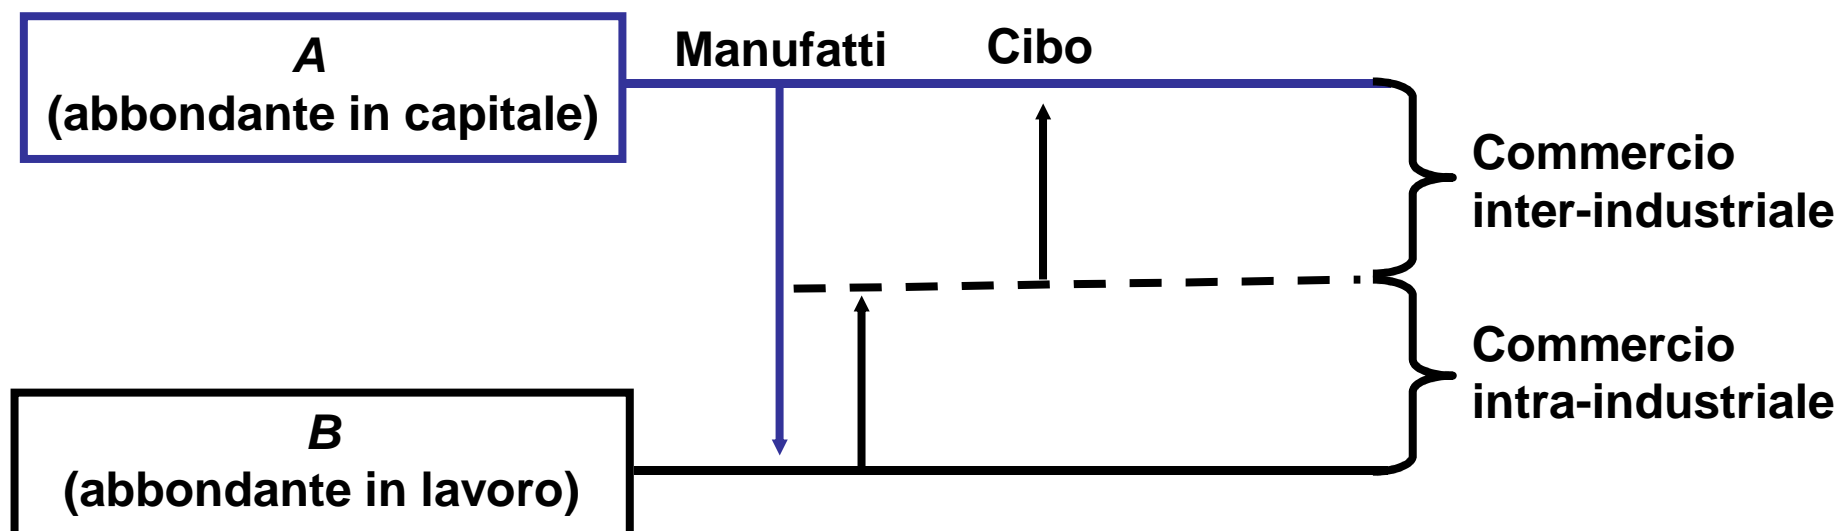 A
(abbondante in capitale)
Manufatti
Cibo
Commercio
inter-industriale
Commercio
intra-industriale
B
(abbondante in lavoro)